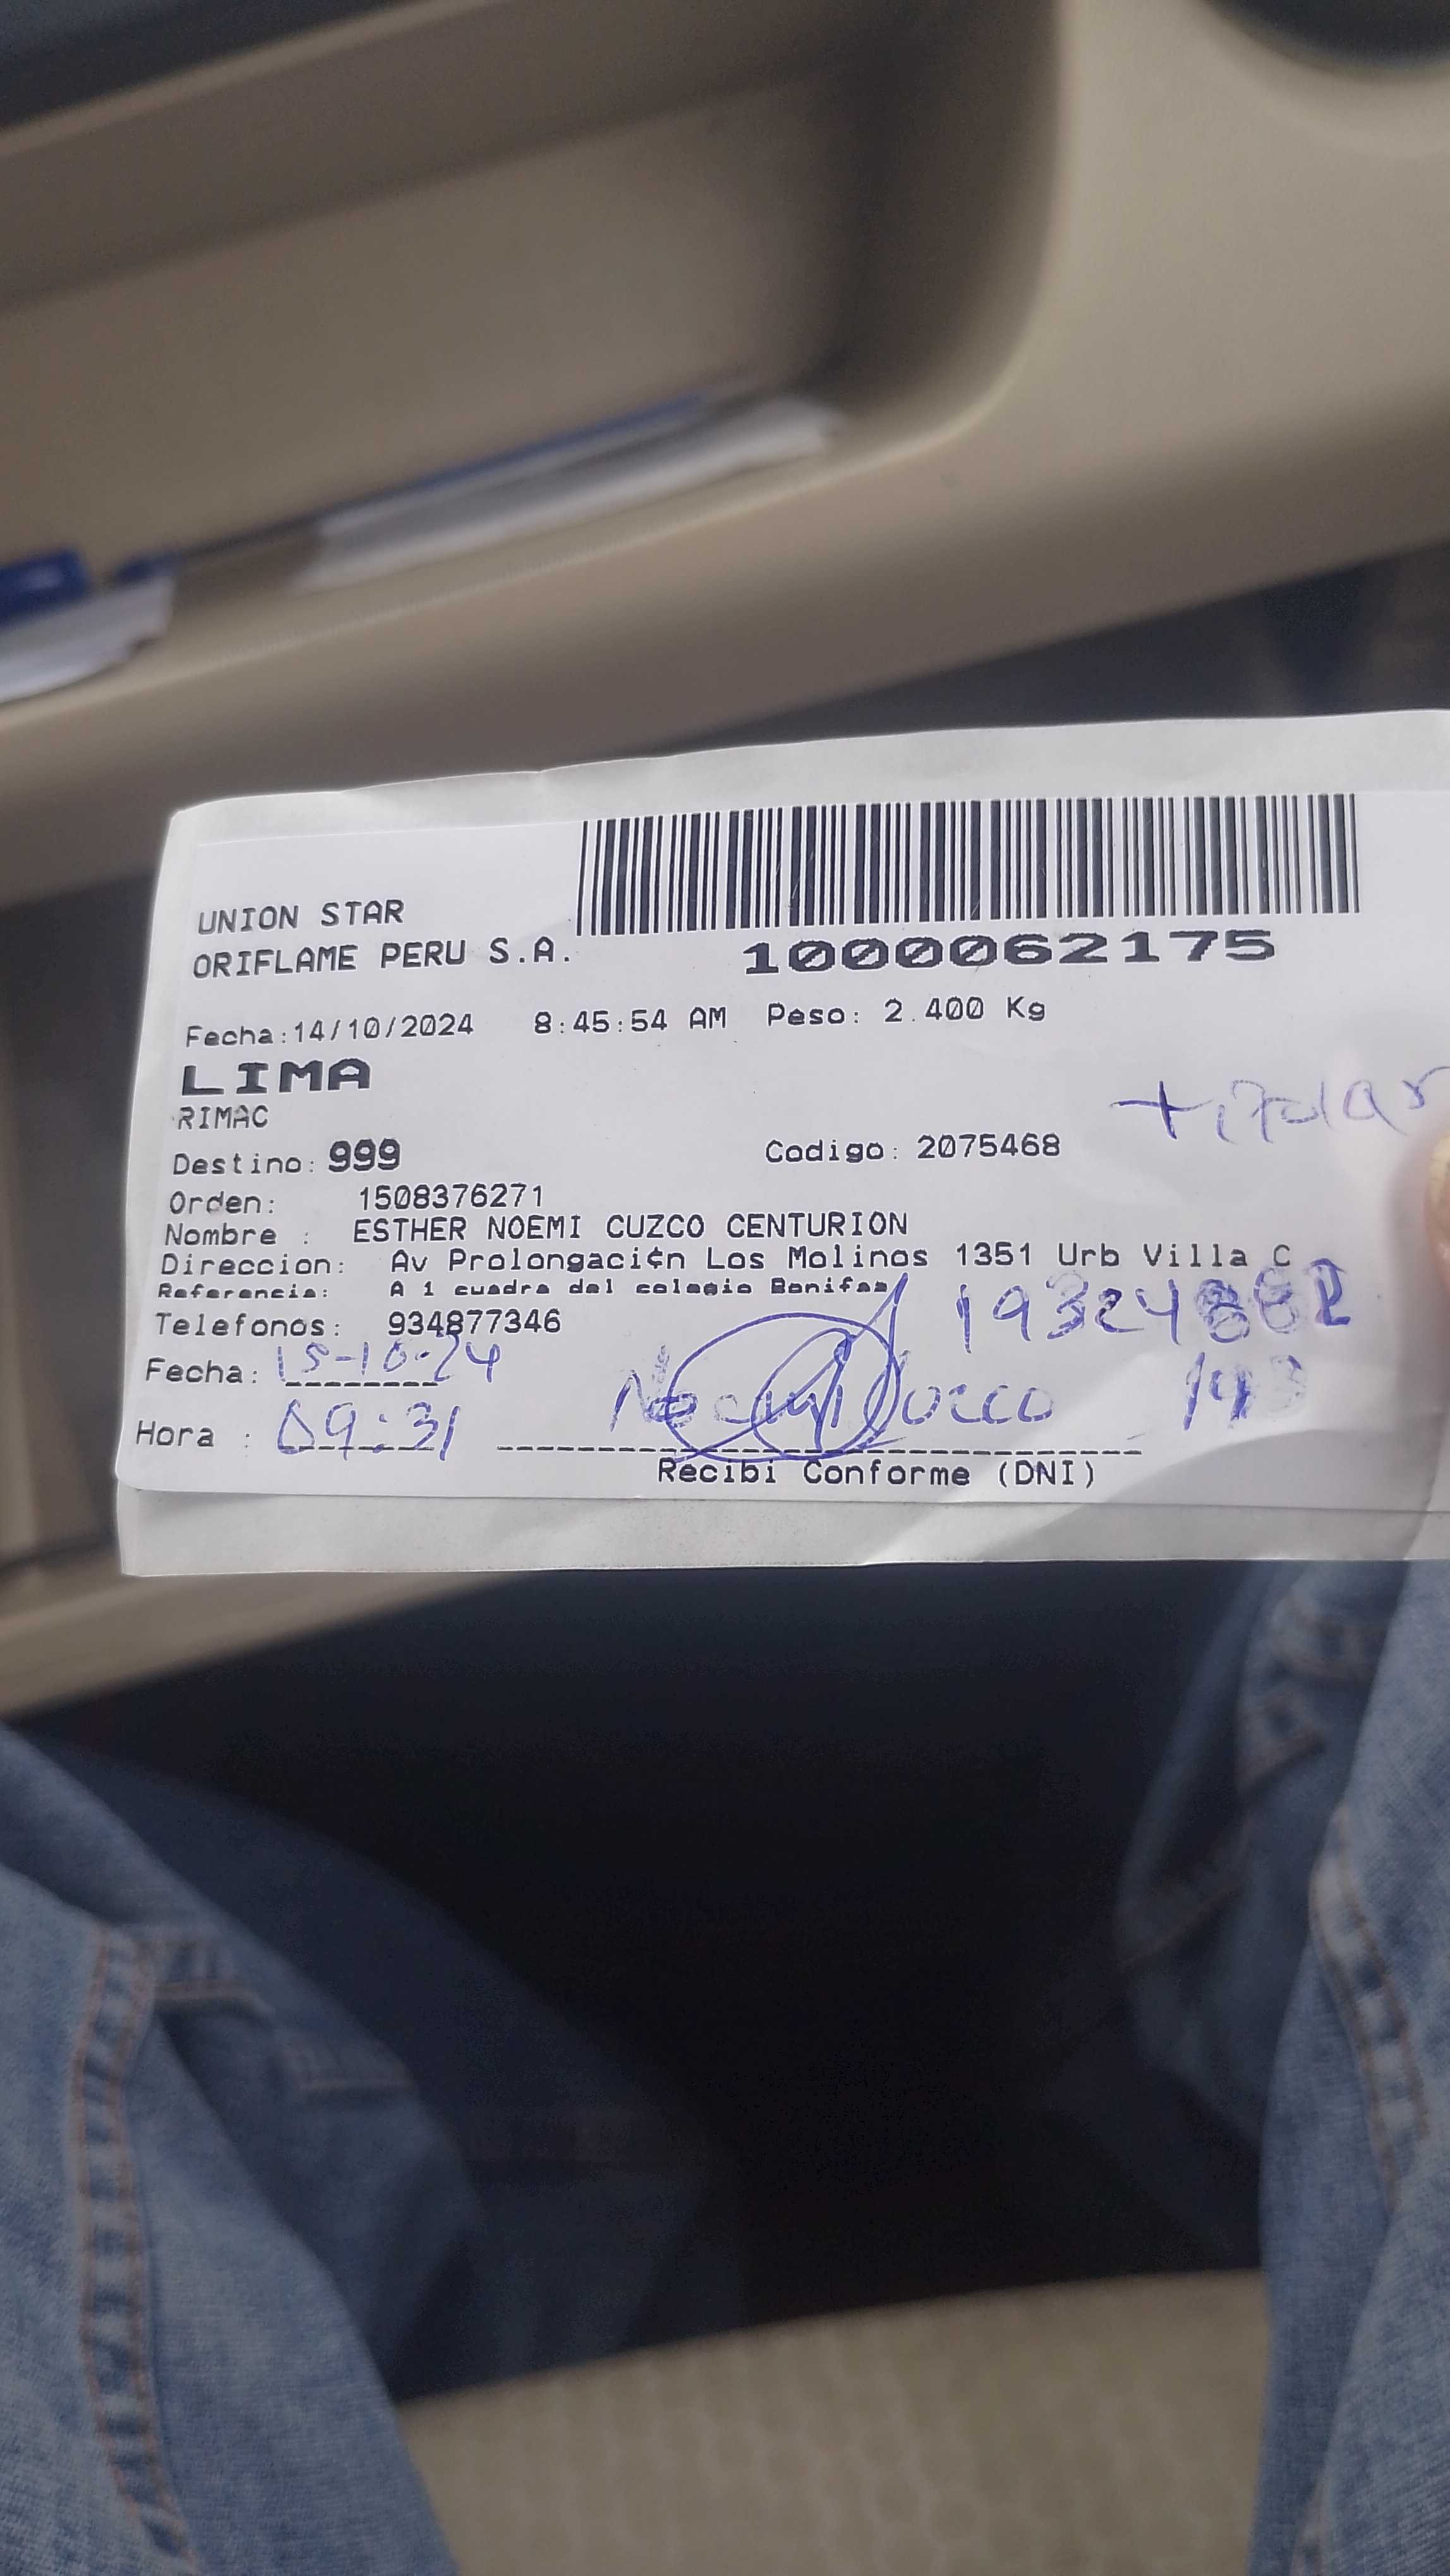 UNION STAR
ORIFLAME PERU S.A.
1000062175
Fecha:14/10/2024 8:45:54 AM Peso: 2.400 Kg
LIMA
RIMAC
titular
Destino: 999 Codigo: 2075468
Orden: 1508376271
Nombre : ESTHER NOEMI CUZCO CENTURION
Direccion: Av Prolongaci¢n Los Molinos 1351 Urb Villa C
Referencia: A 1 cuadra del colegio Bonifaz
Telefonos: 934877346
Fecha: 15-10-24
Hora : 09:31
Recibi Conforme (DNI)